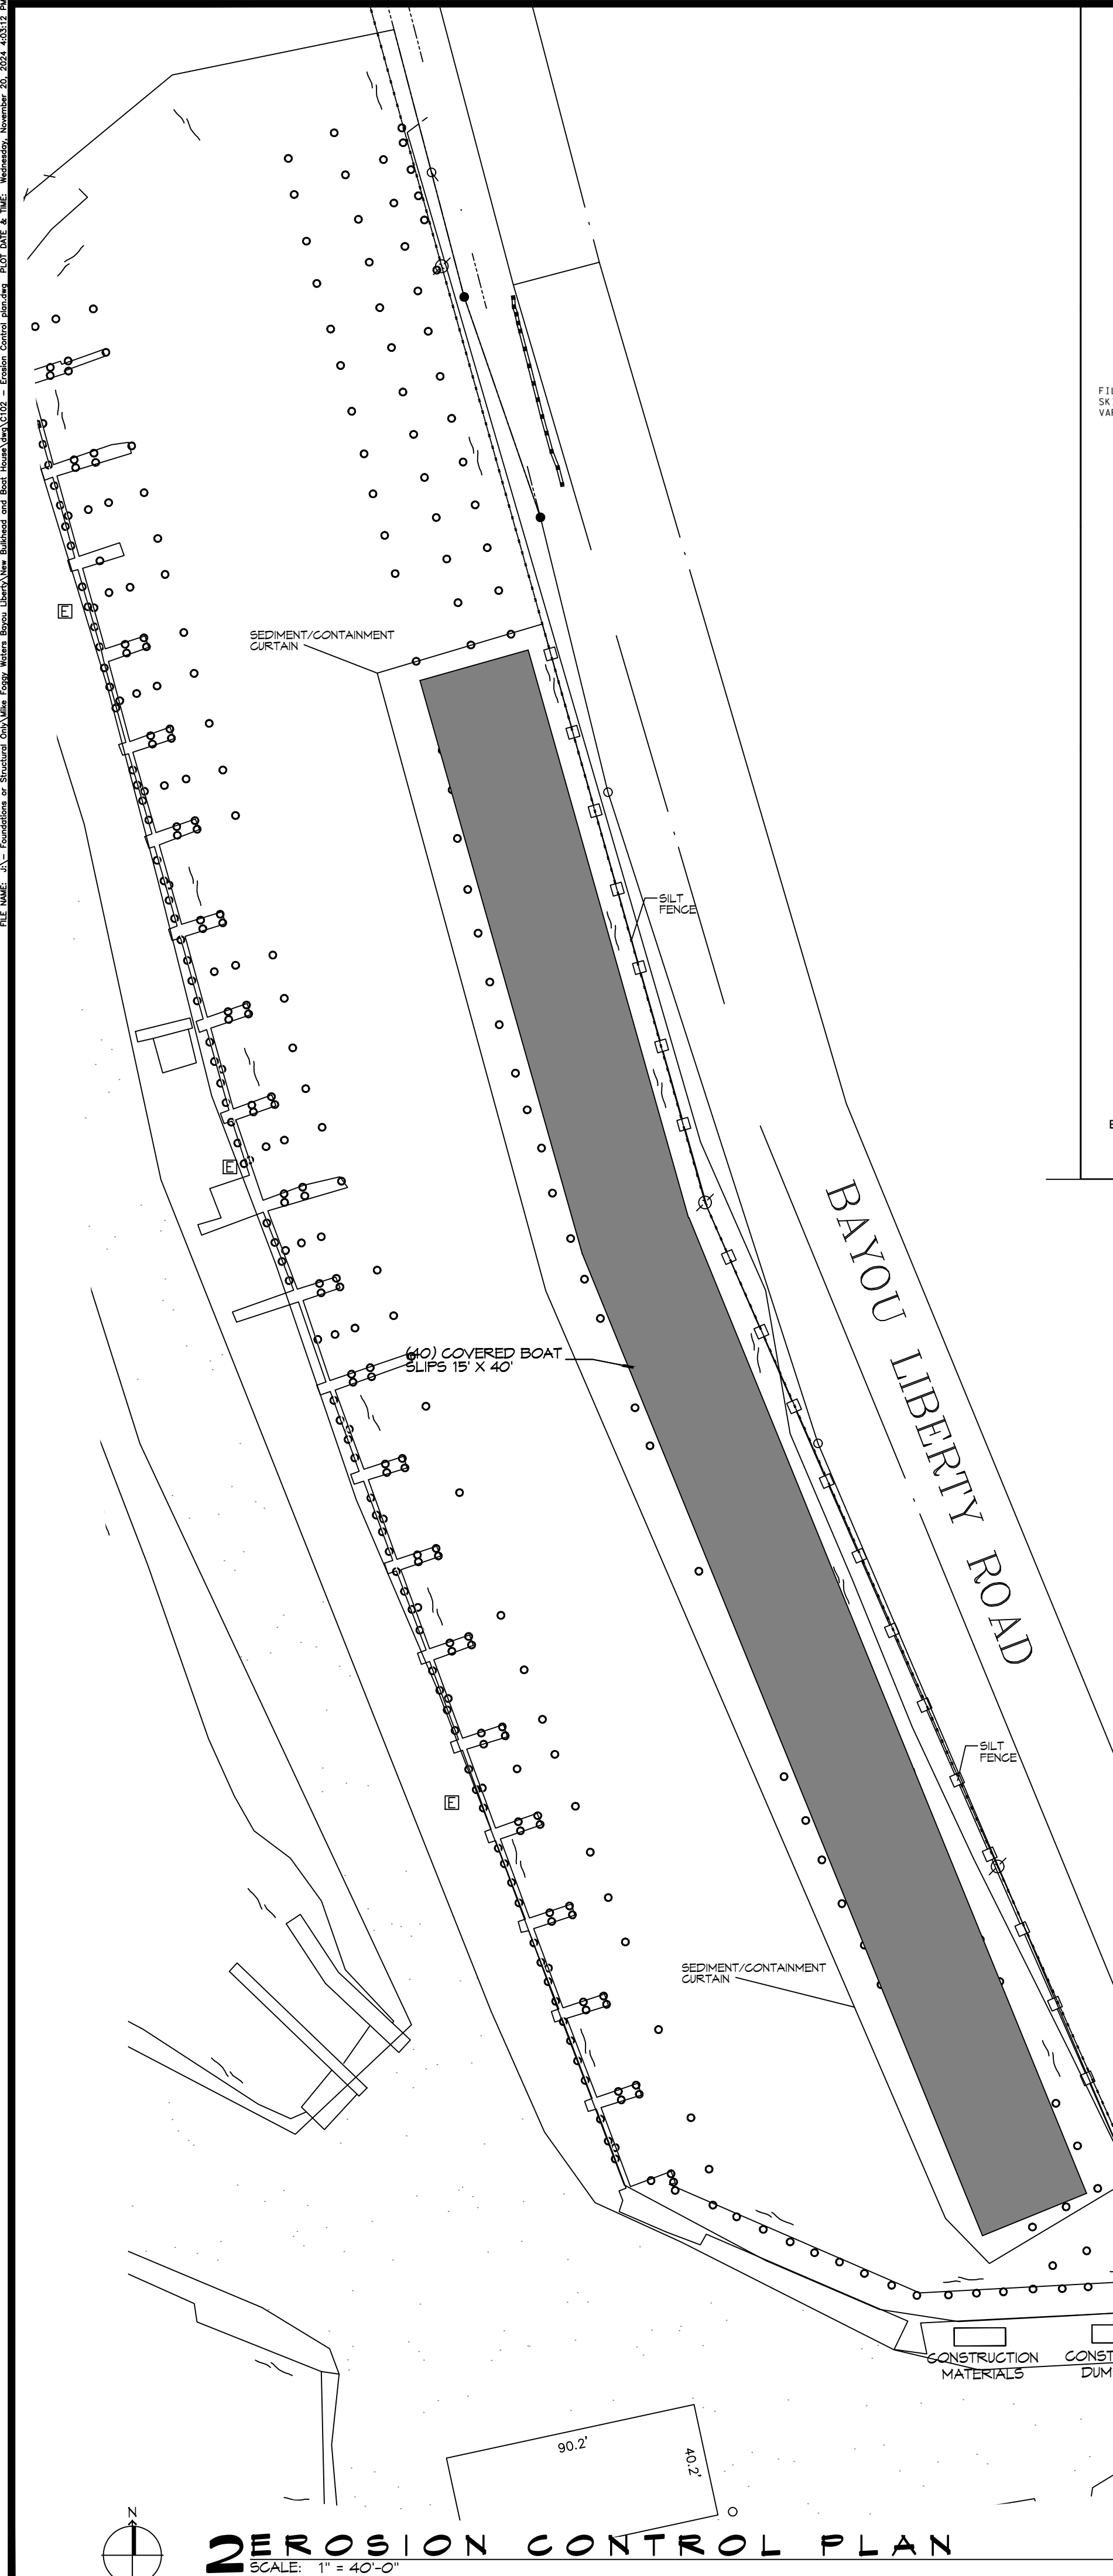 FILE NAME: J:\- Foundations or Structural Only\Mike Foggy Waters Bayou Liberty\New Bulkhead and Boat House\dwg\C102 - Erosion Control plan.dwg PLOT DATE & TIME: Wednesday, November 20, 2024 4:03:12 PM
E
SEDIMENT/CONTAINMENT
CURTAIN
SILT
FENCE
E
BAYOU LIBERTY ROAD
(40) COVERED BOAT
SLIPS 15' X 40'
SILT
FENCE
E
SEDIMENT/CONTAINMENT
CURTAIN
CONSTRUCTION
MATERIALS
90.2'
40.2'
N
2 EROSION CONTROL PLAN
SCALE: 1" = 40'-0"